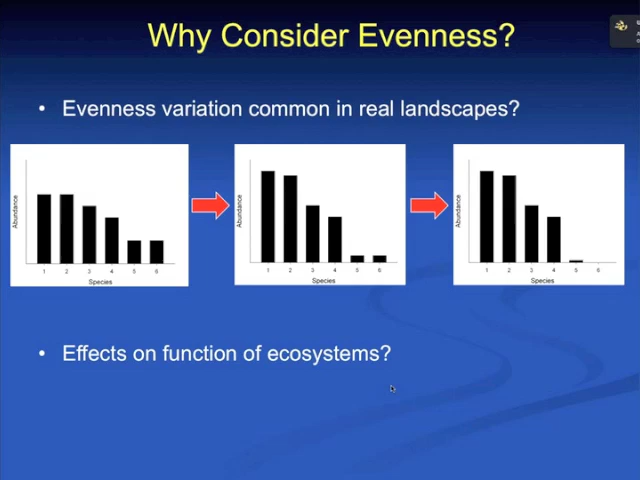 Why Consider Evenness?
• Evenness variation common in real landscapes?
Abundance
1 2 3 4 5 6
Species
Abundance
1 2 3 4 5 6
Species
Abundance
1 2 3 4 5 6
Species
• Effects on function of ecosystems?